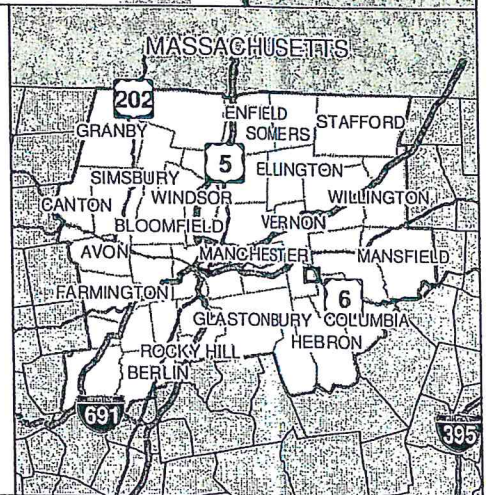 MASSACHUSETTS
202
ENFIELD
GRANBY
SOMERS
STAFFORD
5
SIMSBURY
ELLINGTON
CANTON
WINDSOR
WILLINGTON
BLOOMFIELD
VERNON
AVON
MANCHESTER
MANSFIELD
FARMINGTON
6
GLASTONBURY
COLUMBIA
HEBRON
ROCKY HILL
BERLIN
691
395